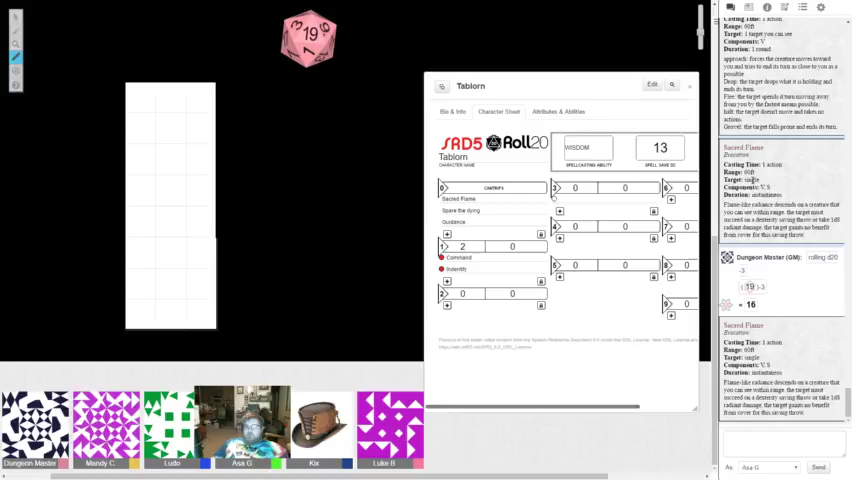 19
Tablorn
Edit
Bio & Info
Character Sheet
Attributes & Abilities
SRD5 Roll20
Tablorn
CHARACTER NAME
WISDOM
SPELLCASTING ABILITY
13
SPELL SAVE DC
0 CANTRIPS
Sacred Flame
Spare the dying
Guidance
1 2 0
Command
Indentify
2 0 0
3 0 0
4 0 0
5 0 0
6 0
7 0
8 0
9 0
Dungeon Master
Mandy C
Ludo
Asa G
Kix
Luke B
Casting Time: 1 action
Range: 60ft
Target: 1 target you can see
Components: V
Duration: 1 round
approach: forces the creature moves toward
you and tries to end its turn as close to you as
possible
Drop: the target drops what it is holding and
ends its turn.
Flee: the target spends it turn moving away
from you by the fastest means possible.
halt: the target doesn't move and takes no
actions.
Grovel: the target falls prone and ends its turn.
Sacred Flame
Evocation
Casting Time: 1 action
Range: 60ft
Target: single
Components: V, S
Duration: instantaneous
Flame-like radiance descends on a creature that
you can see within range. the target must
succeed on a dexterity saveing throw or take 1d8
radiant damage. the target gains no benefit
from cover for this saving throw.
Dungeon Master (GM):
rolling d20
-3
(19)-3
= 16
Sacred Flame
Evocation
Casting Time: 1 action
Range: 60ft
Target: single
Components: V, S
Duration: instantaneous
Flame-like radiance descends on a creature that
you can see within range. the target must
succeed on a dexterity saveing throw or take 1d8
radiant damage. the target gains no benefit
from cover for this saving throw.
As
Asa G
Send